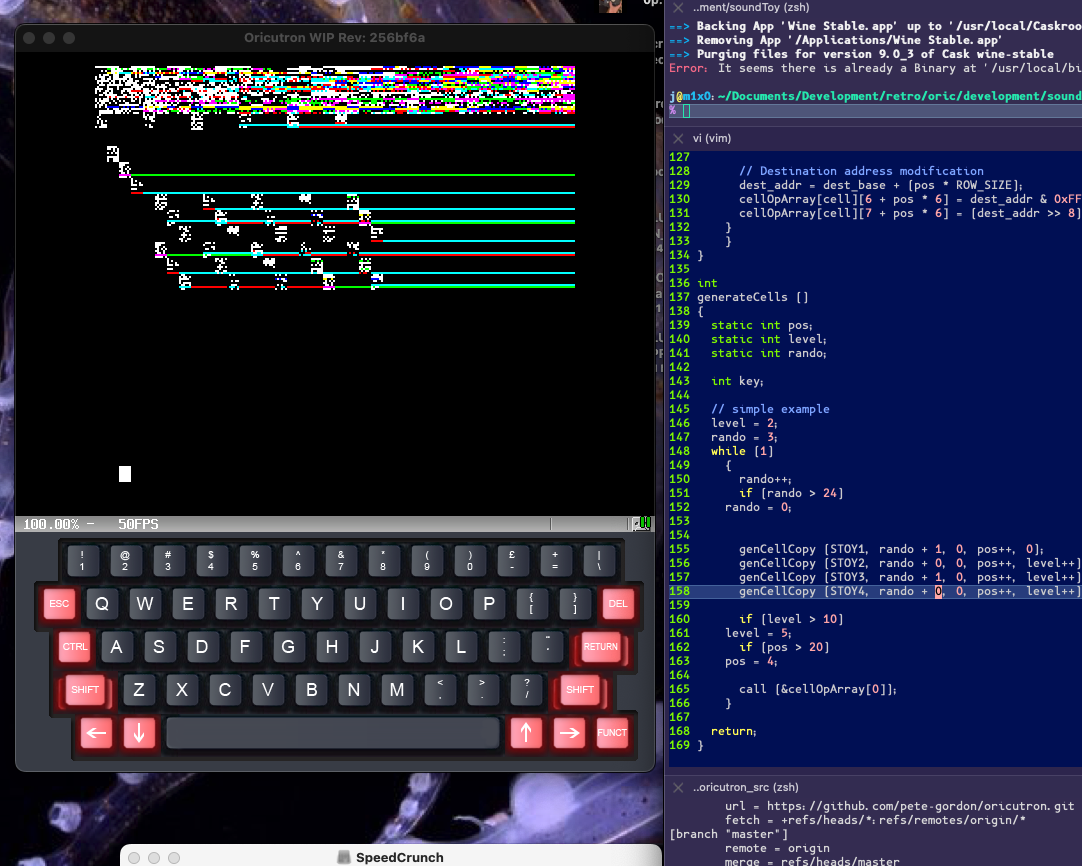 Oricutron WIP Rev: 256bf6a
100.00% - 50FPS
! @ # $ % ^ & * ( ) £ + |
1 2 3 4 5 6 7 8 9 0 - = \
ESC Q W E R T Y U I O P { [ } ] DEL
CTRL A S D F G H J K L : ; " ' RETURN
SHIFT Z X C V B N M < , > . ? / SHIFT
← ↓ ↑ → FUNCT
SpeedCrunch
..ment/soundToy (zsh)
==> Backing App 'Wine Stable.app' up to '/usr/local/Caskroo
==> Removing App '/Applications/Wine Stable.app'
==> Purging files for version 9.0_3 of Cask wine-stable
Error: It seems there is already a Binary at '/usr/local/bi
j@m1x0:~/Documents/Development/retro/oric/development/sound
%
vi (vim)
127
128 // Destination address modification
129 dest_addr = dest_base + [pos * ROW_SIZE];
130 cellOpArray[cell][6 + pos * 6] = dest_addr & 0xFF
131 cellOpArray[cell][7 + pos * 6] = [dest_addr >> 8]
132 }
133 }
134 }
135
136 int
137 generateCells []
138 {
139 static int pos;
140 static int level;
141 static int rando;
142
143 int key;
144
145 // simple example
146 level = 2;
147 rando = 3;
148 while [1]
149 {
150 rando++;
151 if [rando > 24]
152 rando = 0;
153
154
155 genCellCopy [STOY1, rando + 1, 0, pos++, 0];
156 genCellCopy [STOY2, rando + 0, 0, pos++, level++]
157 genCellCopy [STOY3, rando + 1, 0, pos++, level++]
158 genCellCopy [STOY4, rando + 0, 0, pos++, level++]
159
160 if [level > 10]
161 level = 5;
162 if [pos > 20]
163 pos = 4;
164
165 call [&cellOpArray[0]];
166 }
167
168 return;
169 }
..oricutron_src (zsh)
url = https://github.com/pete-gordon/oricutron.git
fetch = +refs/heads/*:refs/remotes/origin/*
[branch "master"]
remote = origin
merge = refs/heads/master